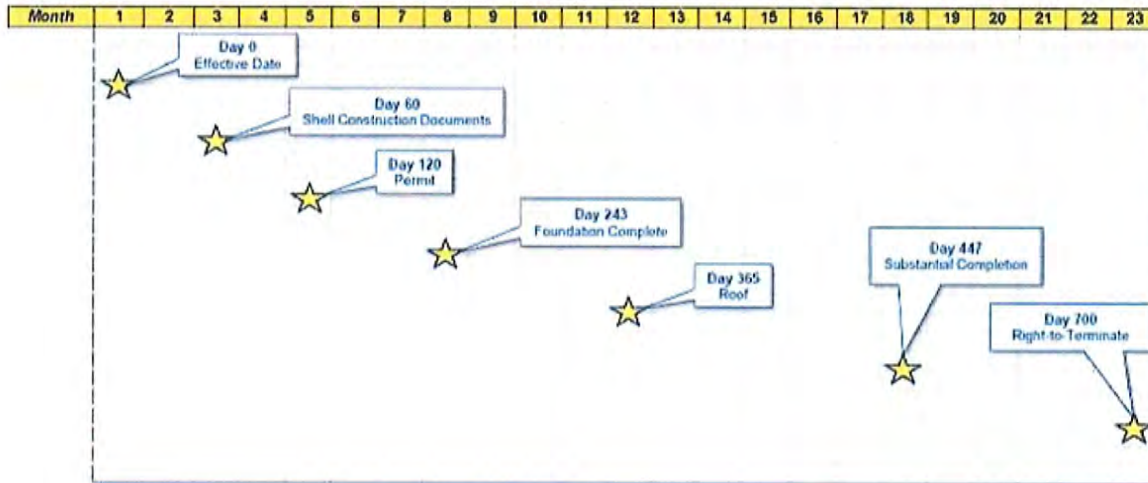 Month 1 2 3 4 5 6 7 8 9 10 11 12 13 14 15 16 17 18 19 20 21 22 23
Day 0
Effective Date
Day 60
Shell Construction Documents
Day 120
Permit
Day 243
Foundation Complete
Day 365
Roof
Day 447
Substantial Completion
Day 700
Right-to-Terminate